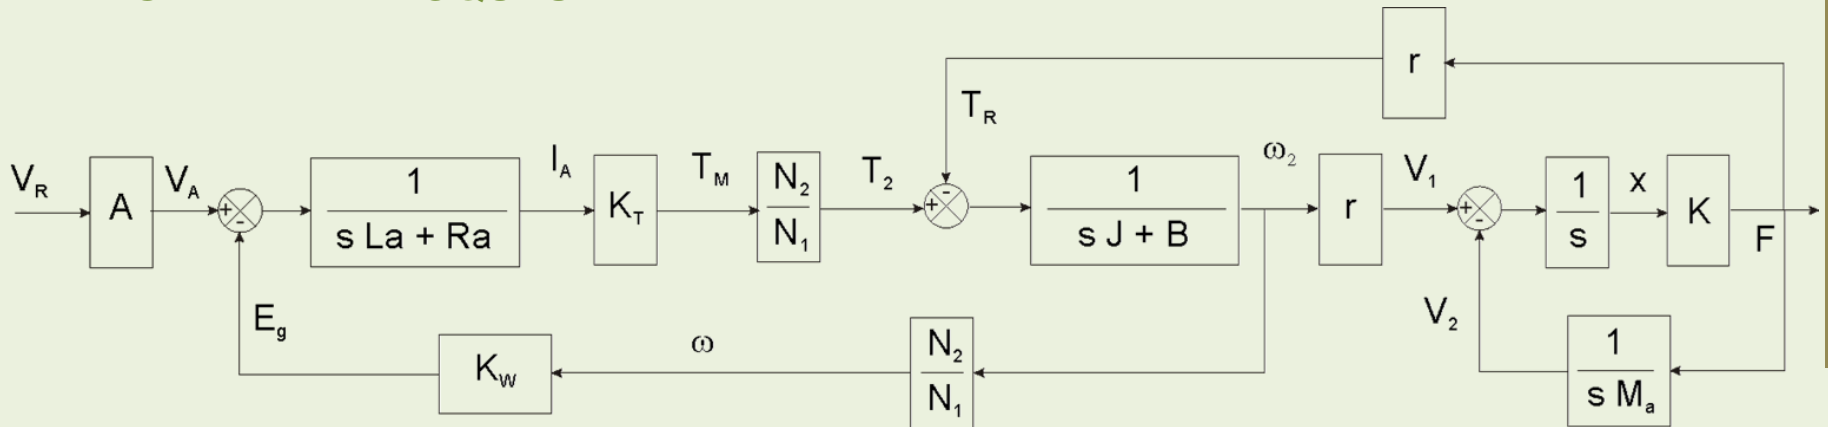 r
T_R
V_R
A
V_A
+
-
1
s La + Ra
I_A
K_T
T_M
N_2
N_1
T_2
+
-
1
s J + B
ω_2
r
V_1
+
-
1
s
x
K
F
E_g
K_W
ω
N_2
N_1
V_2
1
s M_a